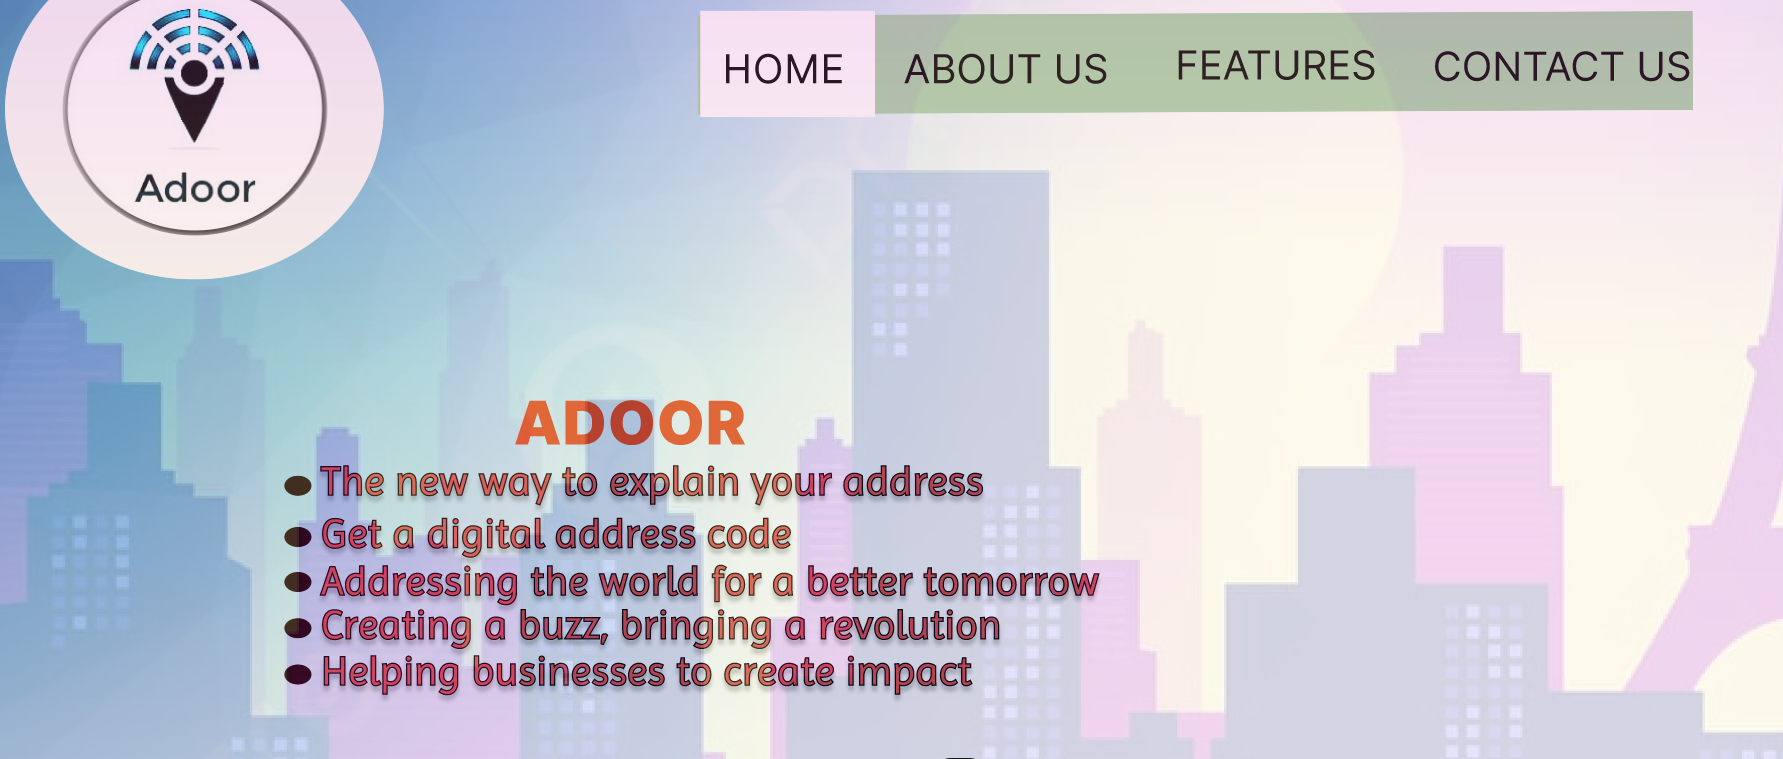 Adoor
HOME ABOUT US FEATURES CONTACT US
ADOOR
The new way to explain your address
Get a digital address code
Addressing the world for a better tomorrow
Creating a buzz, bringing a revolution
Helping businesses to create impact